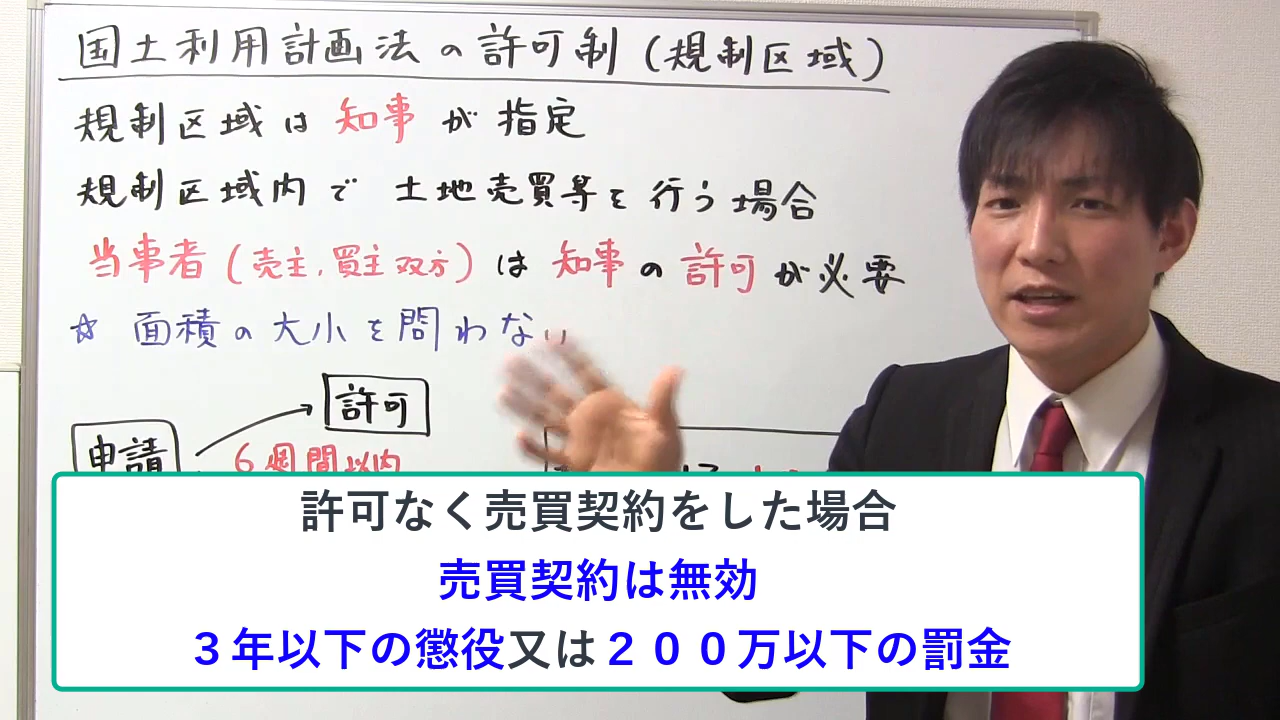 国土利用計画法の許可制(規制区域)
規制区域は知事が指定
規制区域内で土地売買等を行う場合
当事者(売主,買主双方)は知事の許可が必要
☆ 面積の大小を問わない
許可
申請
6週間以内
許可なく売買契約をした場合
売買契約は無効
３年以下の懲役又は２００万以下の罰金